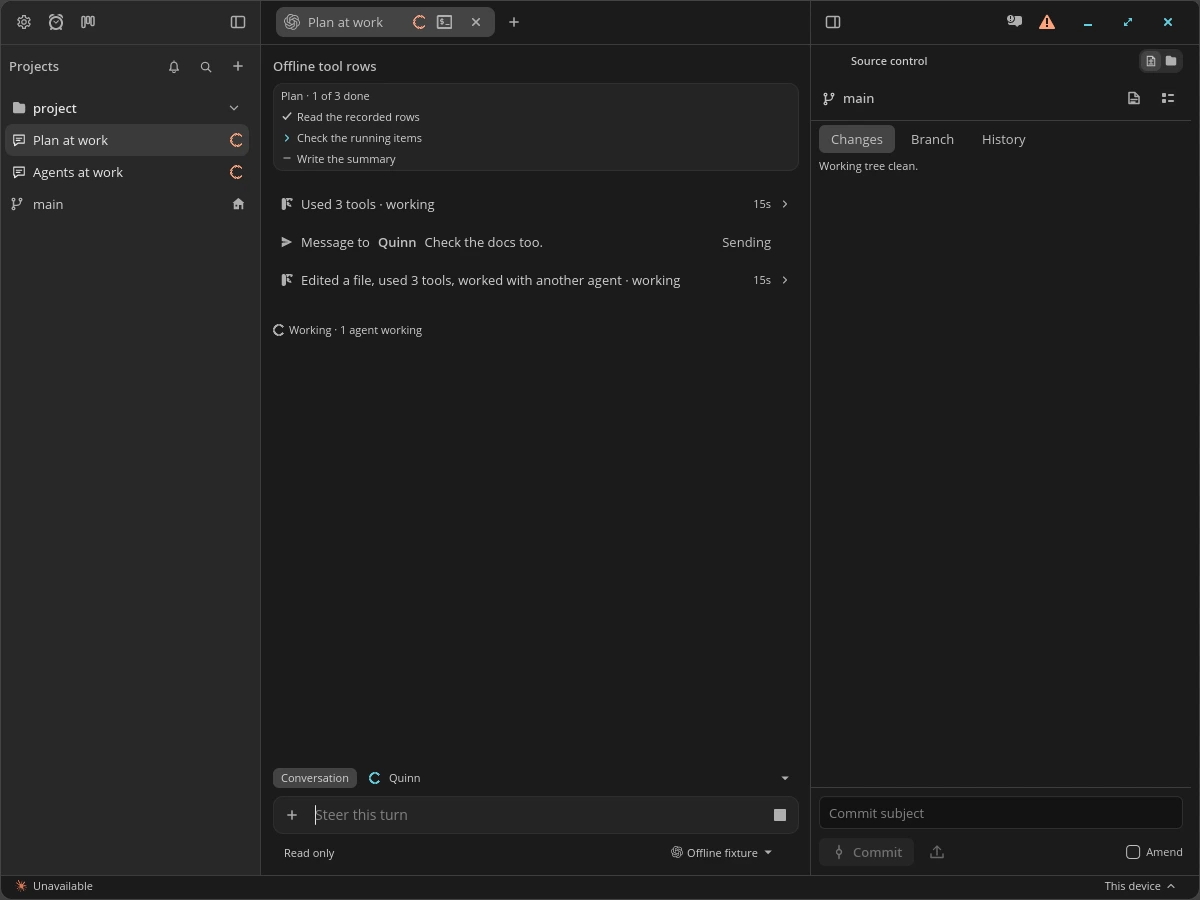 Plan at work
Projects
project
Plan at work
Agents at work
main
Offline tool rows
Plan · 1 of 3 done
Read the recorded rows
Check the running items
Write the summary
Used 3 tools · working 15s
Message to Quinn Check the docs too. Sending
Edited a file, used 3 tools, worked with another agent · working 15s
Working · 1 agent working
Conversation Quinn
Steer this turn
Read only Offline fixture
Source control
main
Changes Branch History
Working tree clean.
Commit subject
Commit Amend
Unavailable This device